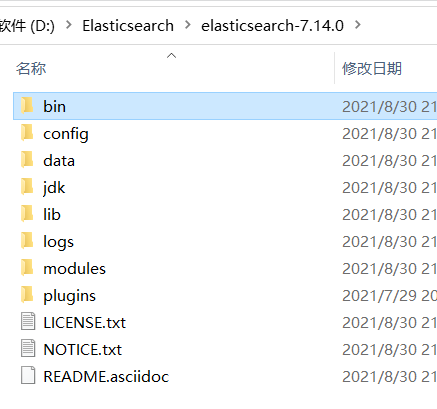 软件 (D:) > Elasticsearch > elasticsearch-7.14.0 >
名称 修改日期
bin 2021/8/30 21
config 2021/8/30 21
data 2021/8/30 21
jdk 2021/8/30 21
lib 2021/8/30 21
logs 2021/8/30 21
modules 2021/8/30 21
plugins 2021/7/29 20
LICENSE.txt 2021/8/30 21
NOTICE.txt 2021/8/30 21
README.asciidoc 2021/8/30 21